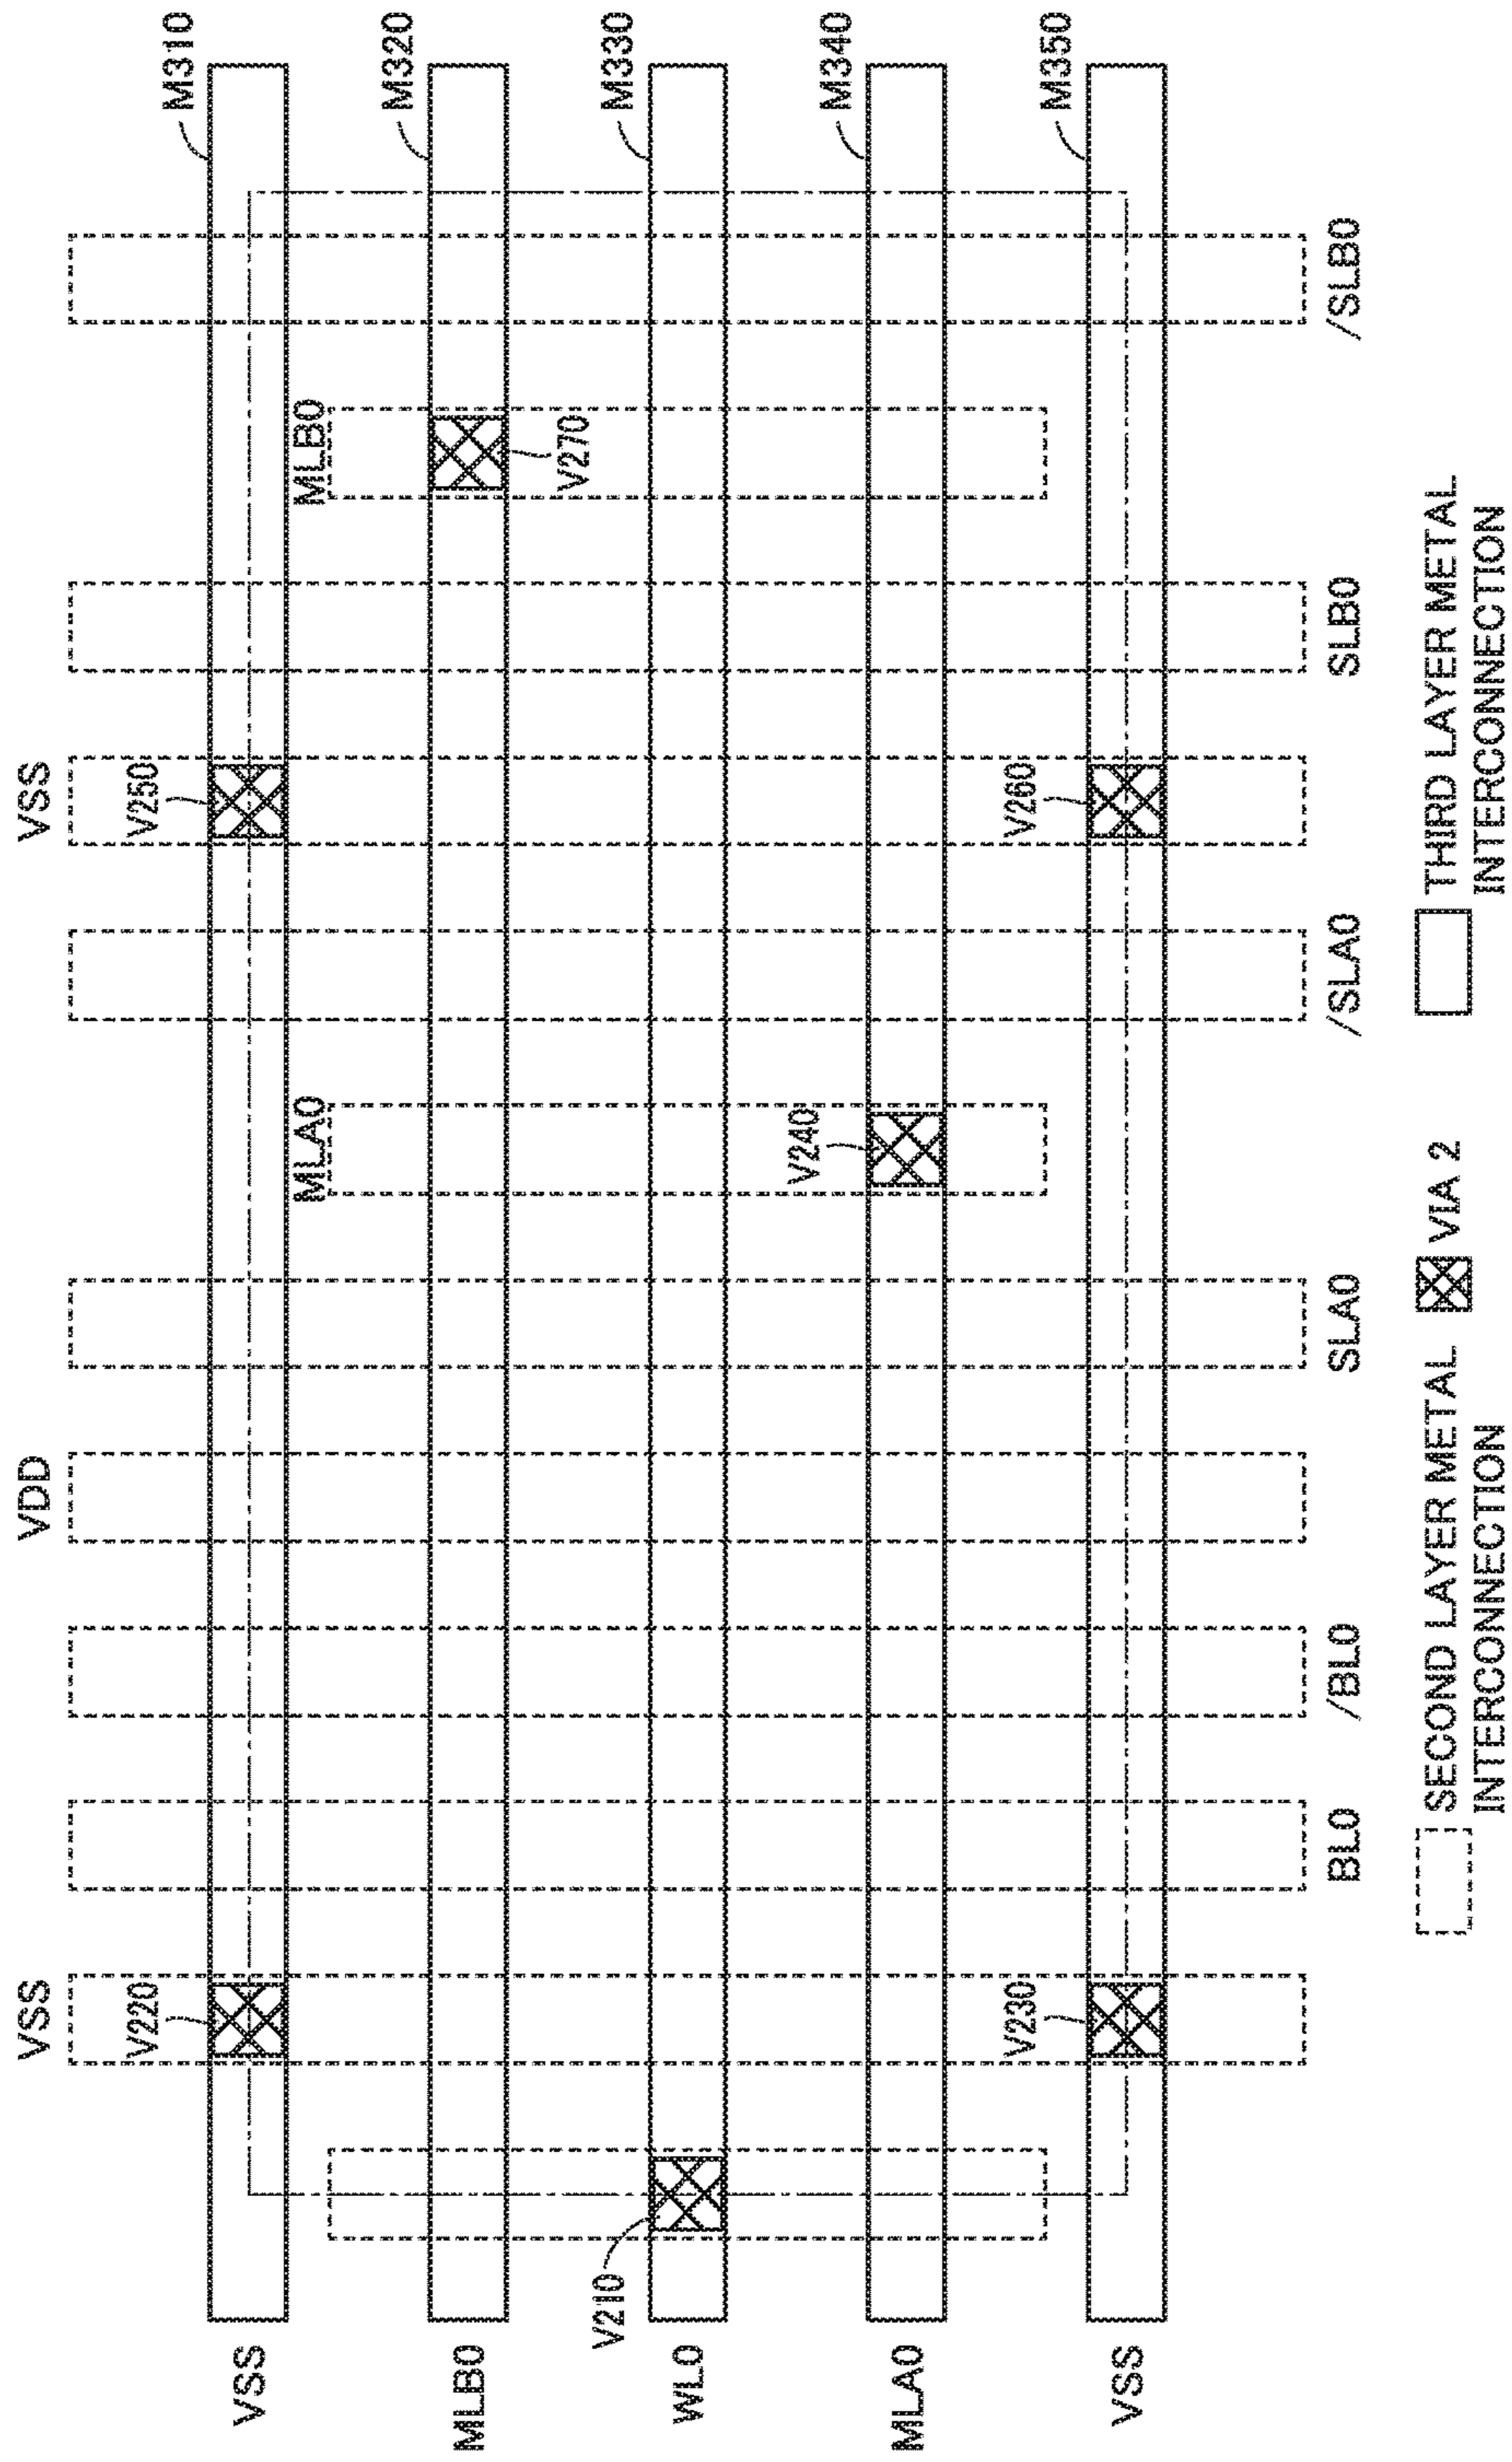 VSS
VDD
VSS
M310
M320
M330
M340
M350
VSS
MLB0
WL0
MLA0
VSS
V210
V220
V230
MLA0
V240
V250
V260
MLB0
V270
BL0
/BL0
SLA0
/SLA0
SLB0
/SLB0
SECOND LAYER METAL
INTERCONNECTION
VIA 2
THIRD LAYER METAL
INTERCONNECTION